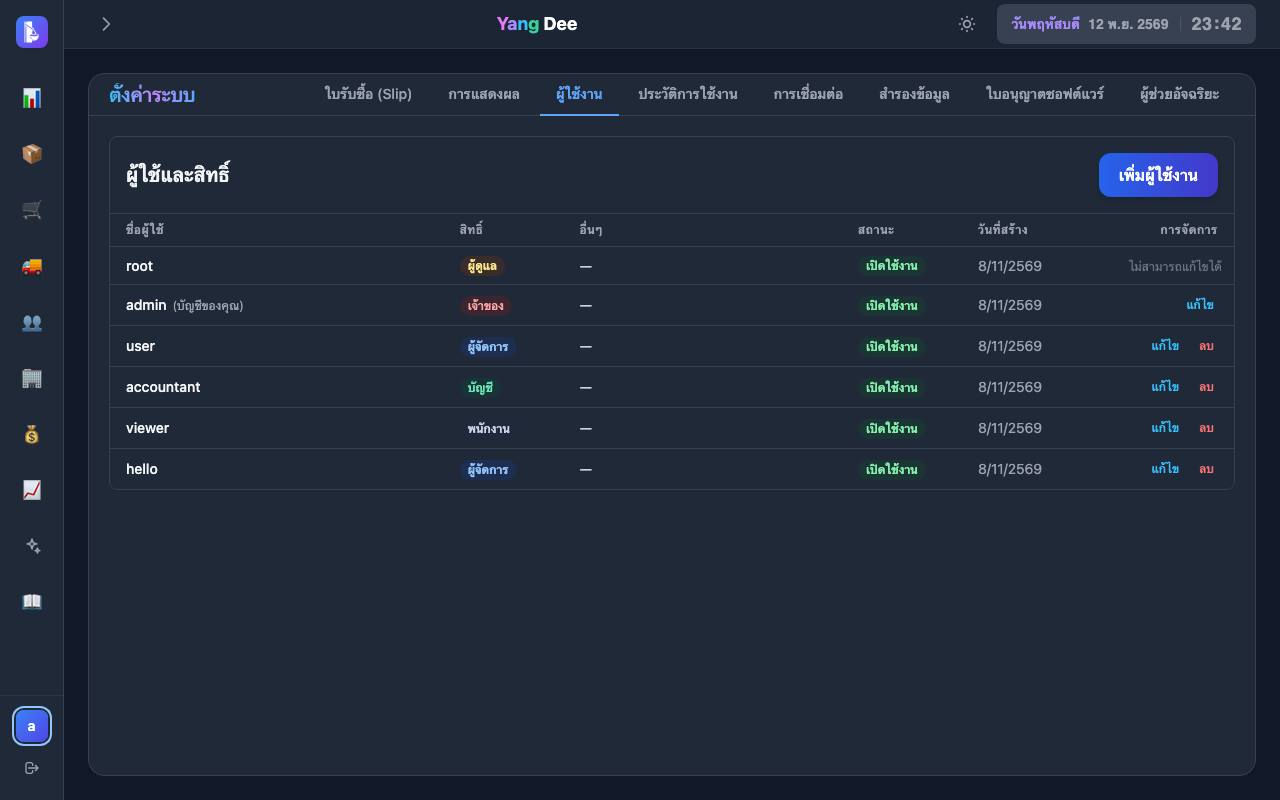 Yang Dee
วันพฤหัสบดี 12 พ.ย. 2569 23:42
ตั้งค่าระบบ
ใบรับซื้อ (Slip) การแสดงผล ผู้ใช้งาน ประวัติการใช้งาน การเชื่อมต่อ สำรองข้อมูล ใบอนุญาตซอฟต์แวร์ ผู้ช่วยอัจฉริยะ
ผู้ใช้และสิทธิ์ เพิ่มผู้ใช้งาน
ชื่อผู้ใช้ สิทธิ์ อื่นๆ สถานะ วันที่สร้าง การจัดการ
root ผู้ดูแล — เปิดใช้งาน 8/11/2569 ไม่สามารถแก้ไขได้
admin (บัญชีของคุณ) เจ้าของ — เปิดใช้งาน 8/11/2569 แก้ไข
user ผู้จัดการ — เปิดใช้งาน 8/11/2569 แก้ไข ลบ
accountant บัญชี — เปิดใช้งาน 8/11/2569 แก้ไข ลบ
viewer พนักงาน — เปิดใช้งาน 8/11/2569 แก้ไข ลบ
hello ผู้จัดการ — เปิดใช้งาน 8/11/2569 แก้ไข ลบ
a